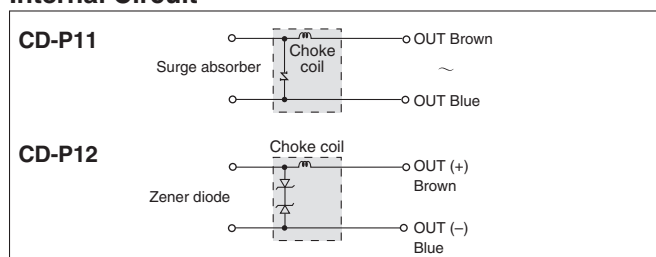 Internal Circuit
CD-P11
Surge absorber
Choke
coil
OUT Brown
~
OUT Blue
CD-P12
Choke coil
Zener diode
OUT (+)
Brown
OUT (–)
Blue